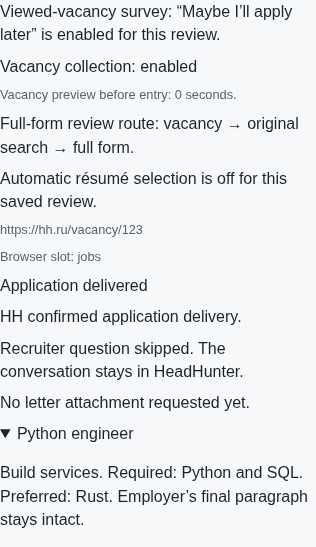 Viewed-vacancy survey: “Maybe I’ll apply
later” is enabled for this review.
Vacancy collection: enabled
Vacancy preview before entry: 0 seconds.
Full-form review route: vacancy → original
search → full form.
Automatic résumé selection is off for this
saved review.
https://hh.ru/vacancy/123
Browser slot: jobs
Application delivered
HH confirmed application delivery.
Recruiter question skipped. The
conversation stays in HeadHunter.
No letter attachment requested yet.
▼ Python engineer
Build services. Required: Python and SQL.
Preferred: Rust. Employer’s final paragraph
stays intact.